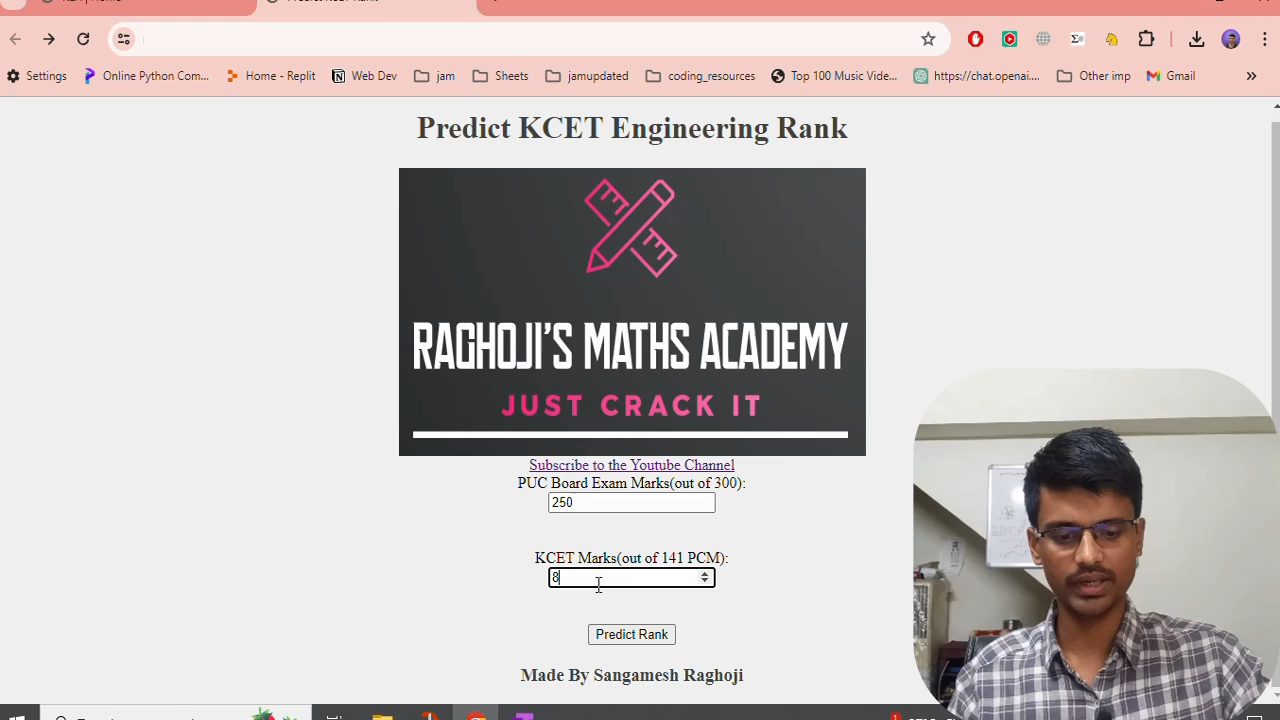 Settings
Online Python Com...
Home - Replit
Web Dev
jam
Sheets
jamupdated
coding_resources
Top 100 Music Vide...
https://chat.openai....
Other imp
Gmail
Predict KCET Engineering Rank
RAGHOJI'S MATHS ACADEMY
JUST CRACK IT
Subscribe to the Youtube Channel
PUC Board Exam Marks(out of 300):
250
KCET Marks(out of 141 PCM):
8
Predict Rank
Made By Sangamesh Raghoji